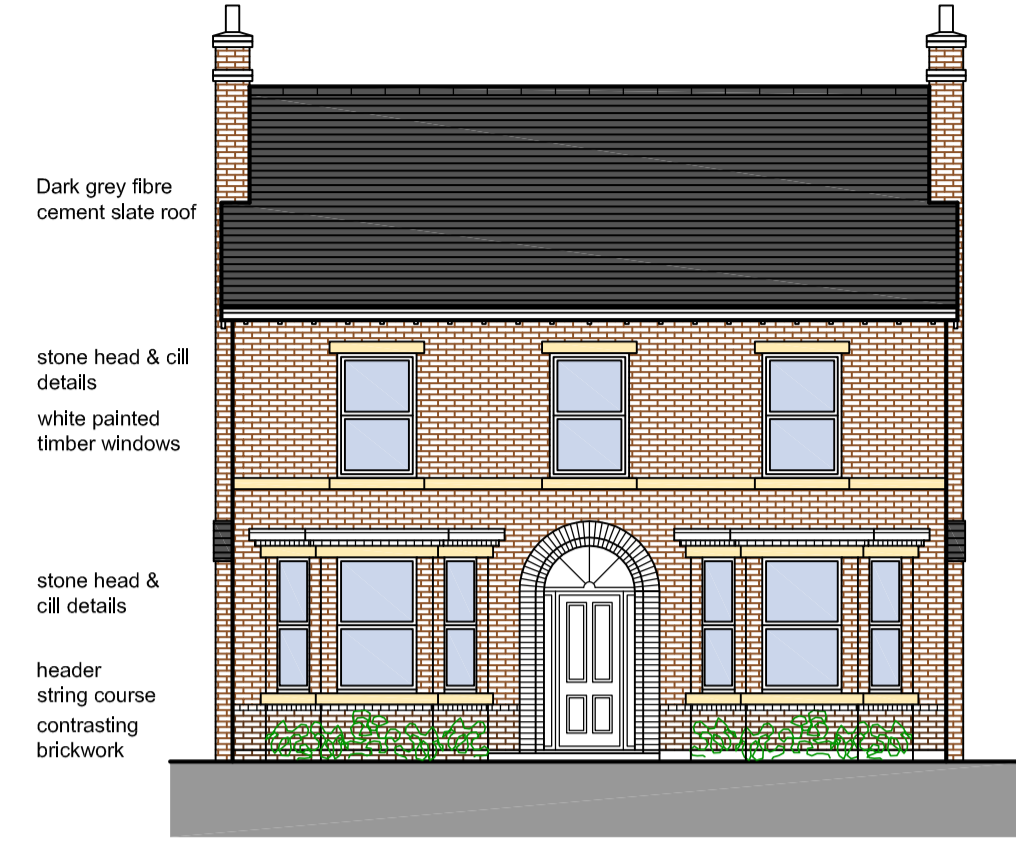 Dark grey fibre
cement slate roof
stone head & cill
details
white painted
timber windows
stone head &
cill details
header
string course
contrasting
brickwork